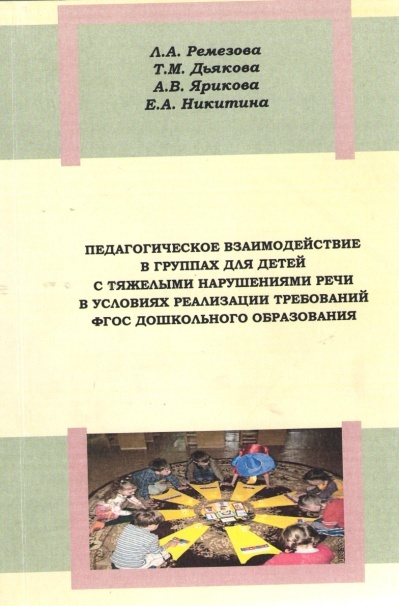 Л.А. Ремезова
Т.М. Дьякова
А.В. Ярикова
Е.А. Никитина
ПЕДАГОГИЧЕСКОЕ ВЗАИМОДЕЙСТВИЕ
В ГРУППАХ ДЛЯ ДЕТЕЙ
С ТЯЖЕЛЫМИ НАРУШЕНИЯМИ РЕЧИ
В УСЛОВИЯХ РЕАЛИЗАЦИИ ТРЕБОВАНИЙ
ФГОС ДОШКОЛЬНОГО ОБРАЗОВАНИЯ